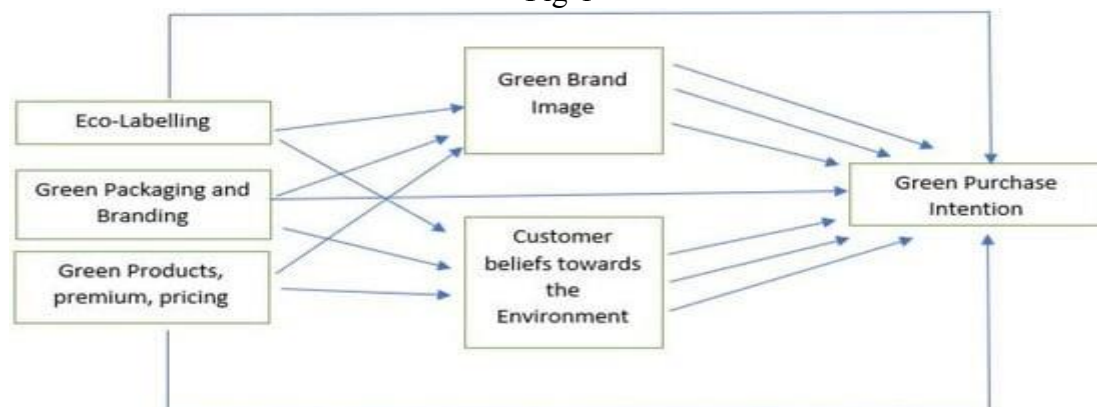 Green Brand
Image
Eco-Labelling
Green Packaging and
Branding
Green Purchase
Intention
Customer
beliefs towards
the
Environment
Green Products,
premium, pricing